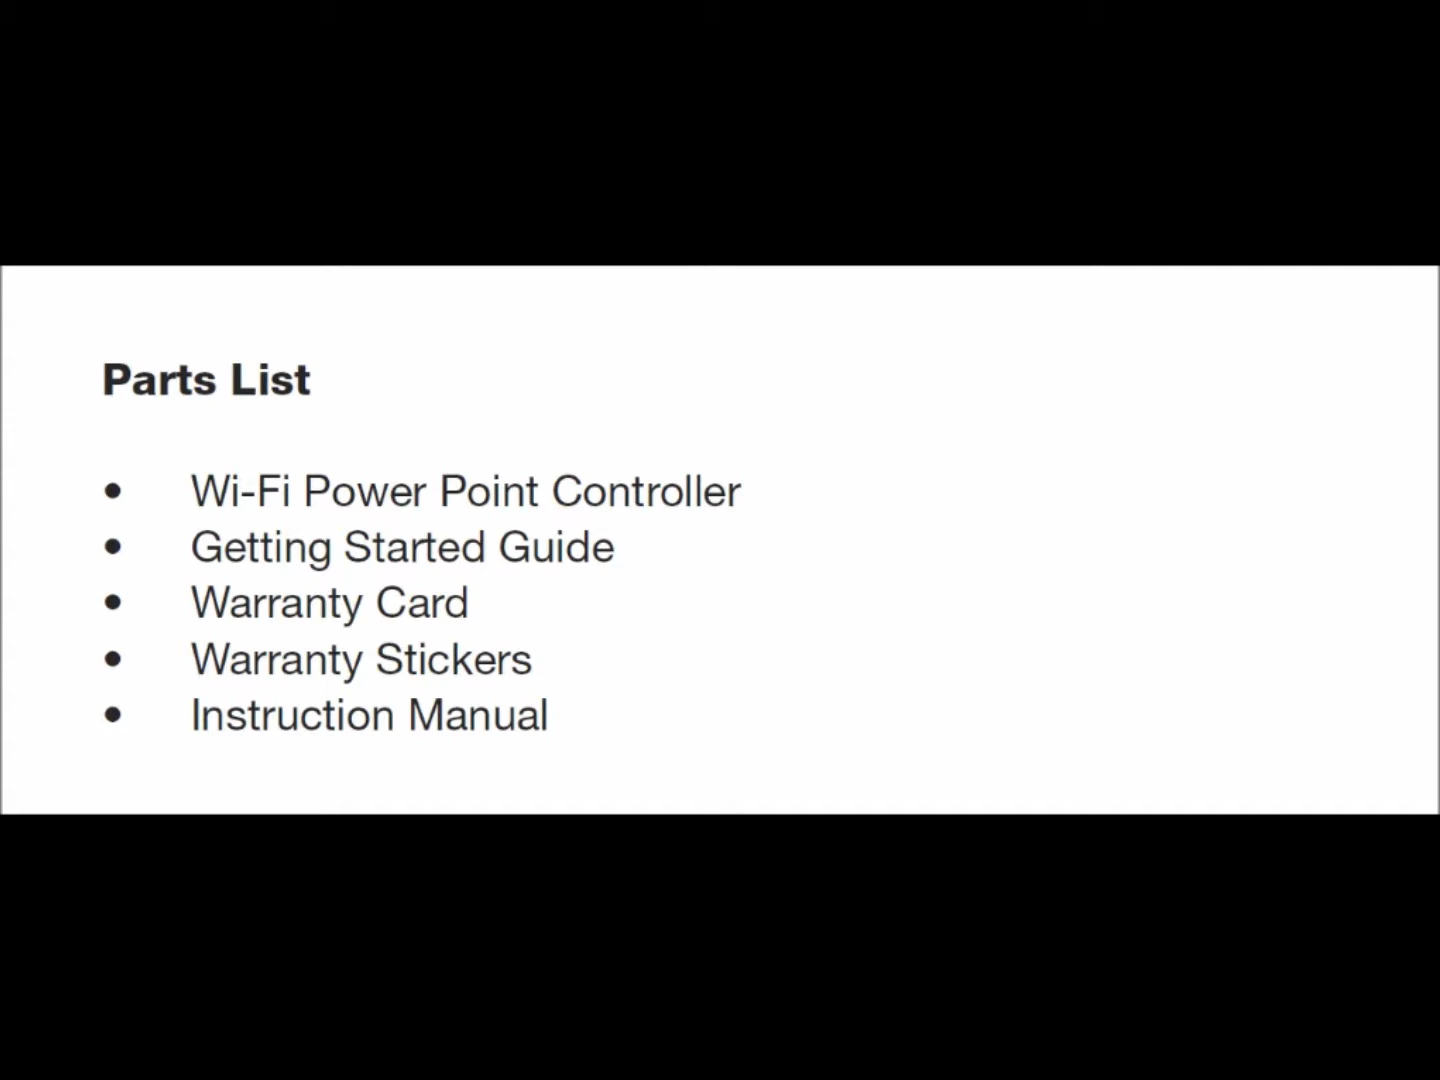 Parts List
• Wi-Fi Power Point Controller
• Getting Started Guide
• Warranty Card
• Warranty Stickers
• Instruction Manual